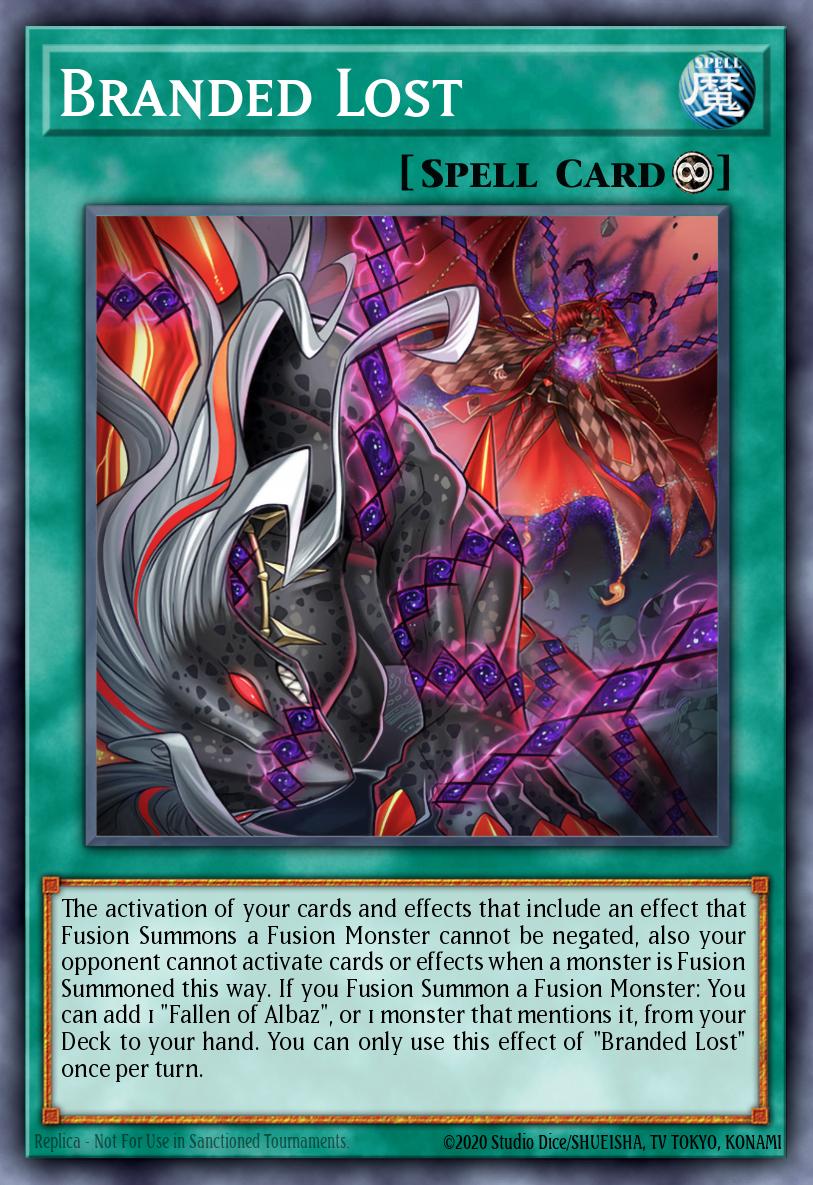 Branded Lost
SPELL
魔
[Spell Card]
The activation of your cards and effects that include an effect that
Fusion Summons a Fusion Monster cannot be negated, also your
opponent cannot activate cards or effects when a monster is Fusion
Summoned this way. If you Fusion Summon a Fusion Monster: You
can add 1 "Fallen of Albaz", or 1 monster that mentions it, from your
Deck to your hand. You can only use this effect of "Branded Lost"
once per turn.
Replica - Not For Use in Sanctioned Tournaments.
©2020 Studio Dice/SHUEISHA, TV TOKYO, KONAMI